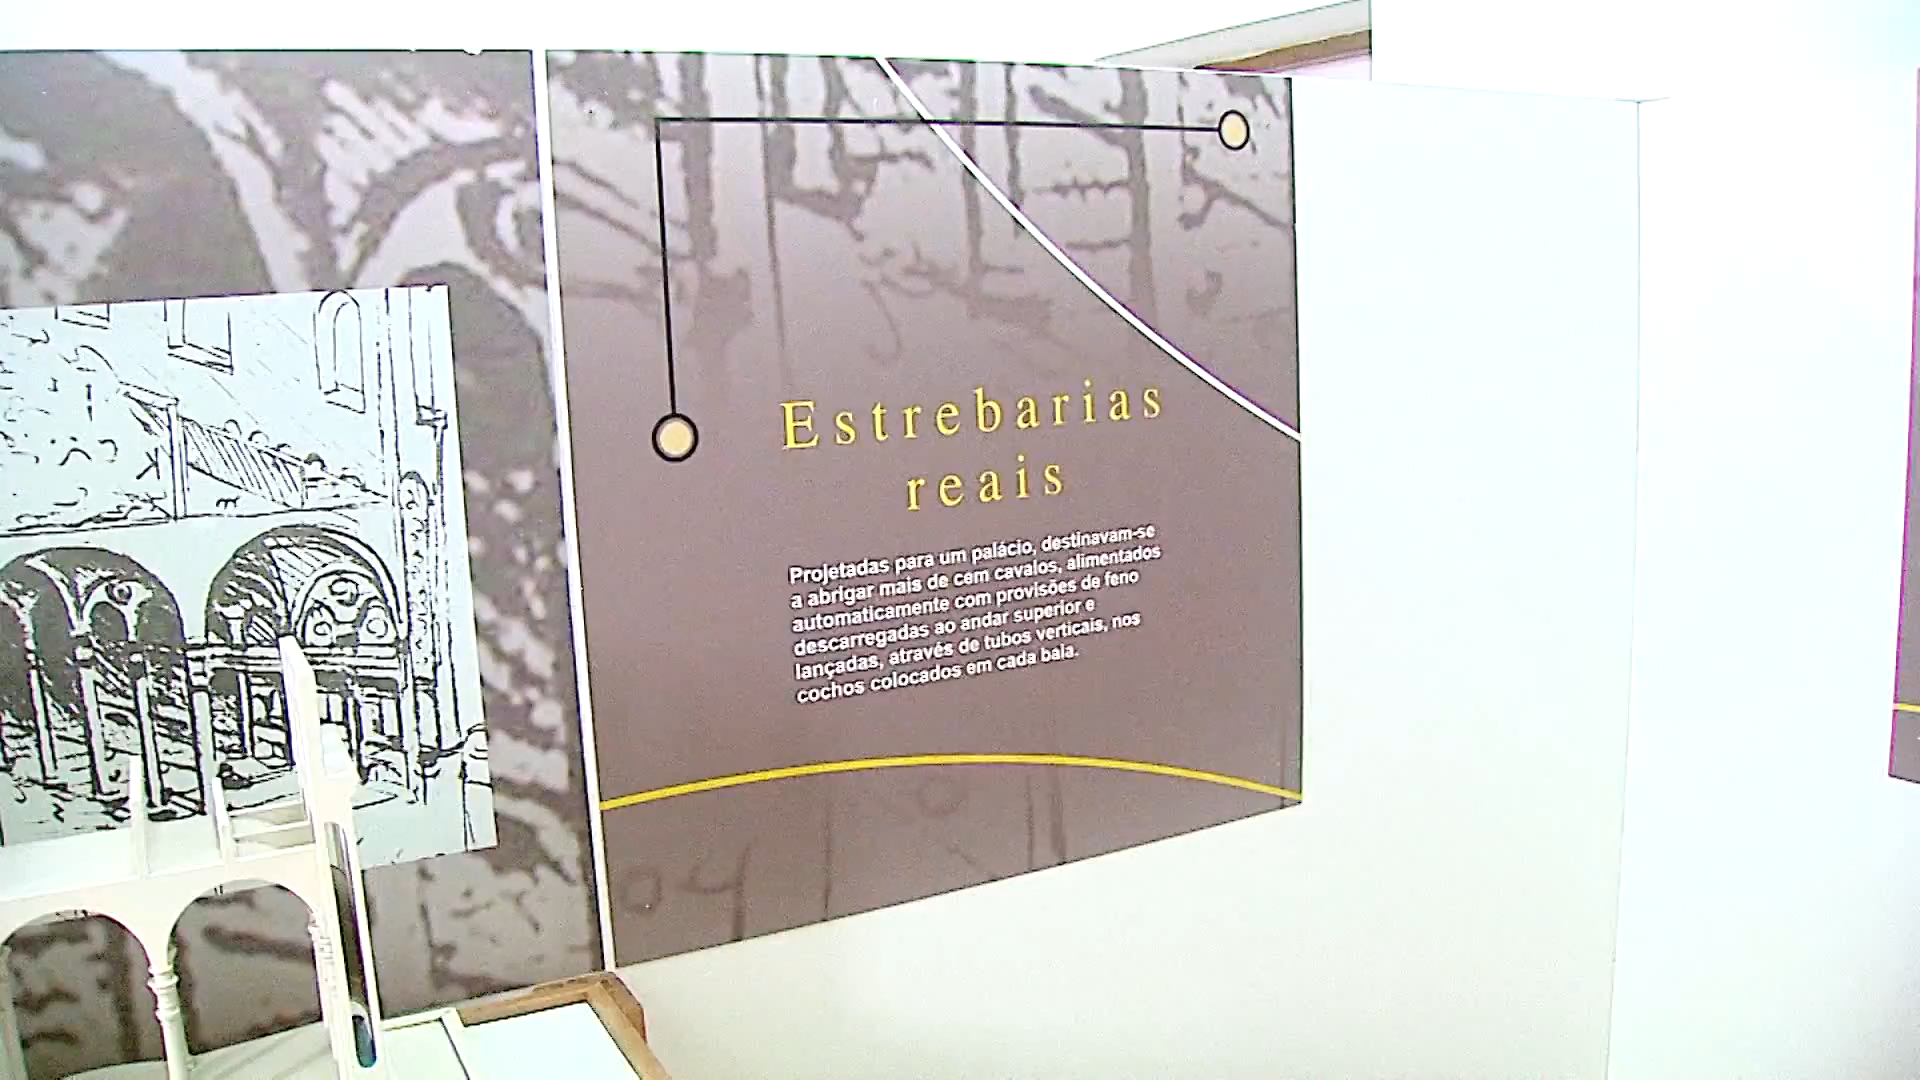 Estrebarias
reais
Projetadas para um palácio, destinavam-se
a abrigar mais de cem cavalos, alimentados
automaticamente com provisões de feno
descarregadas ao andar superior e
lançadas, através de tubos verticais, nos
cochos colocados em cada baia.